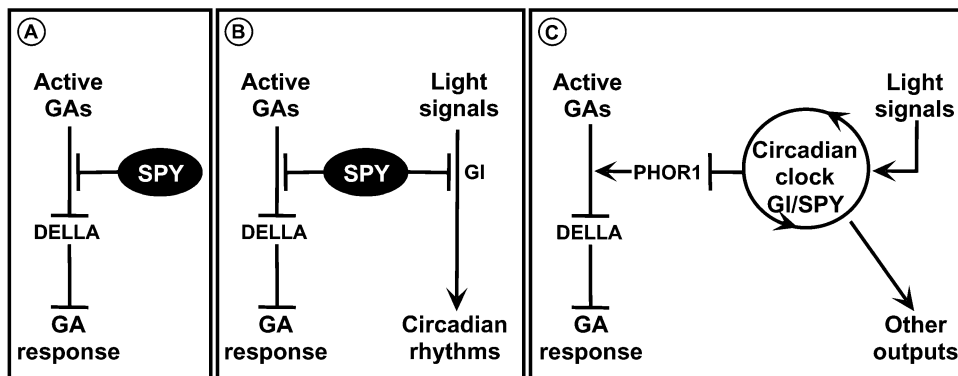 A
Active
GAs
SPY
DELLA
GA
response
B
Active
GAs
Light
signals
SPY
GI
DELLA
GA
response
Circadian
rhythms
C
Active
GAs
Light
signals
PHOR1
Circadian
clock
GI/SPY
DELLA
GA
response
Other
outputs